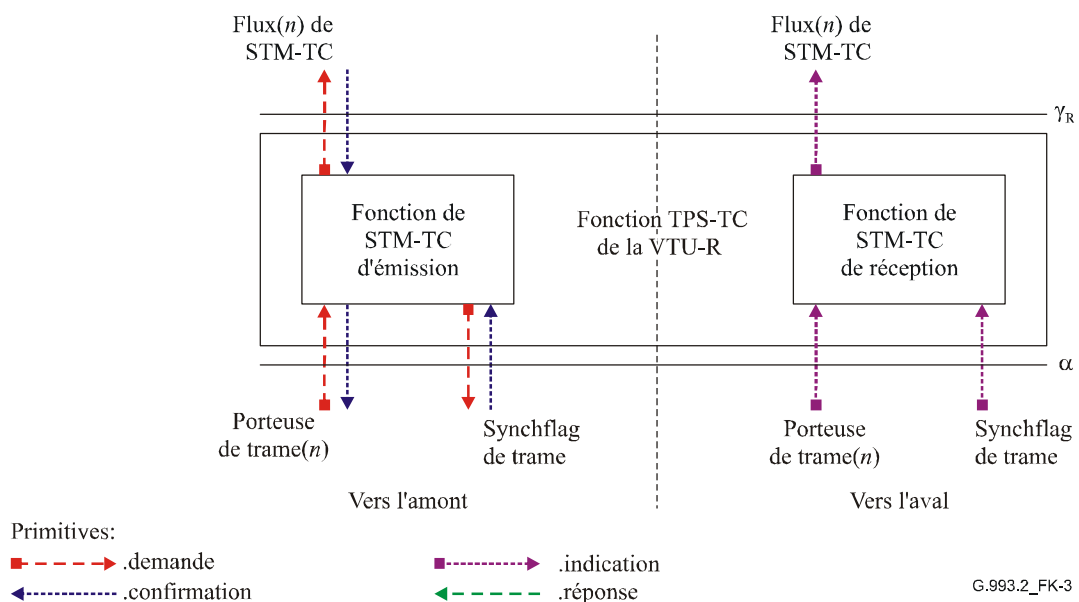 Flux(n) de
STM-TC
Flux(n) de
STM-TC
γR
Fonction de
STM-TC
d'émission
Fonction TPS-TC
de la VTU-R
Fonction de
STM-TC
de réception
α
Porteuse
de trame(n)
Synchflag
de trame
Porteuse
de trame(n)
Synchflag
de trame
Vers l'amont
Vers l'aval
Primitives:
.demande
.indication
.confirmation
.réponse
G.993.2_FK-3